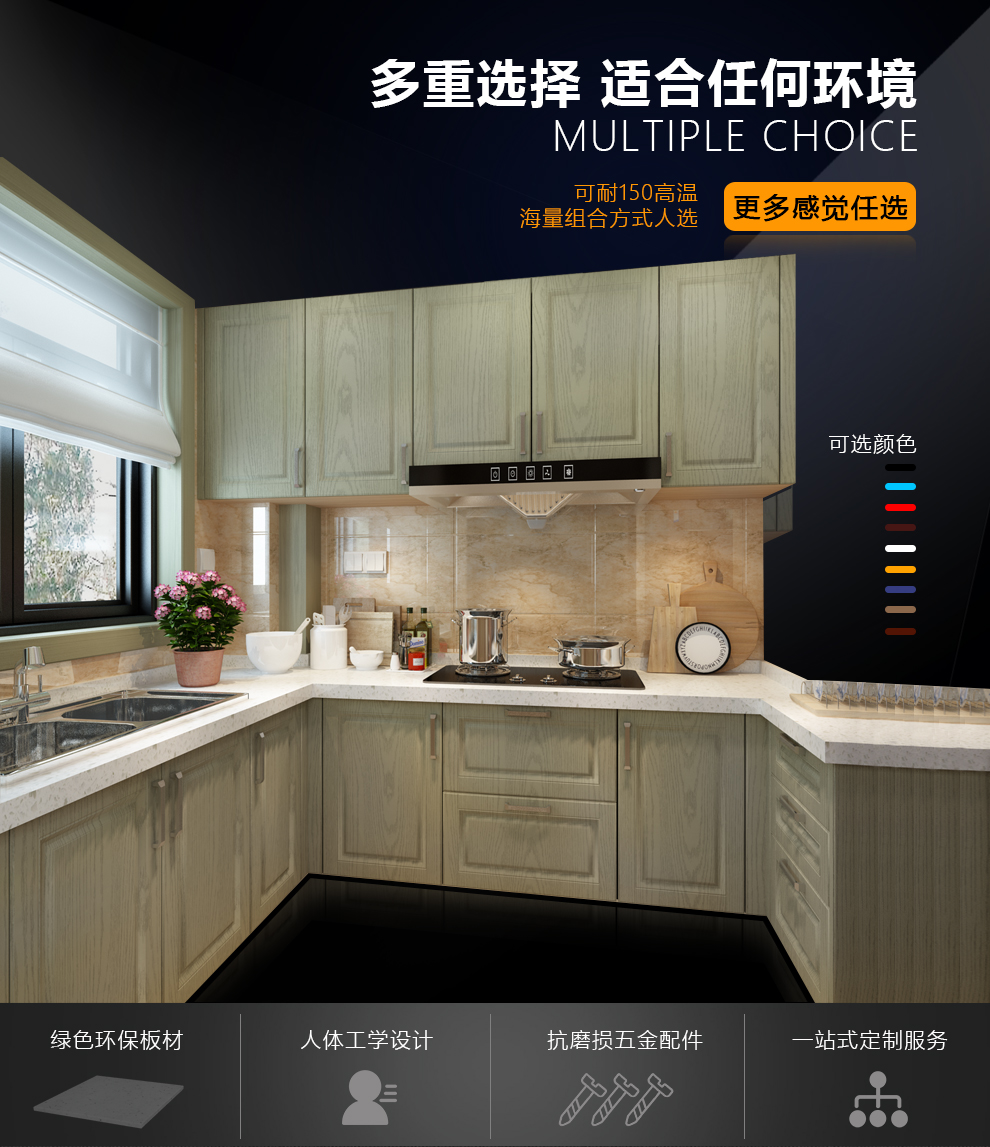 多重选择 适合任何环境
MULTIPLE CHOICE
可耐150高温
海量组合方式人选
更多感觉任选
可选颜色
绿色环保板材
人体工学设计
抗磨损五金配件
一站式定制服务